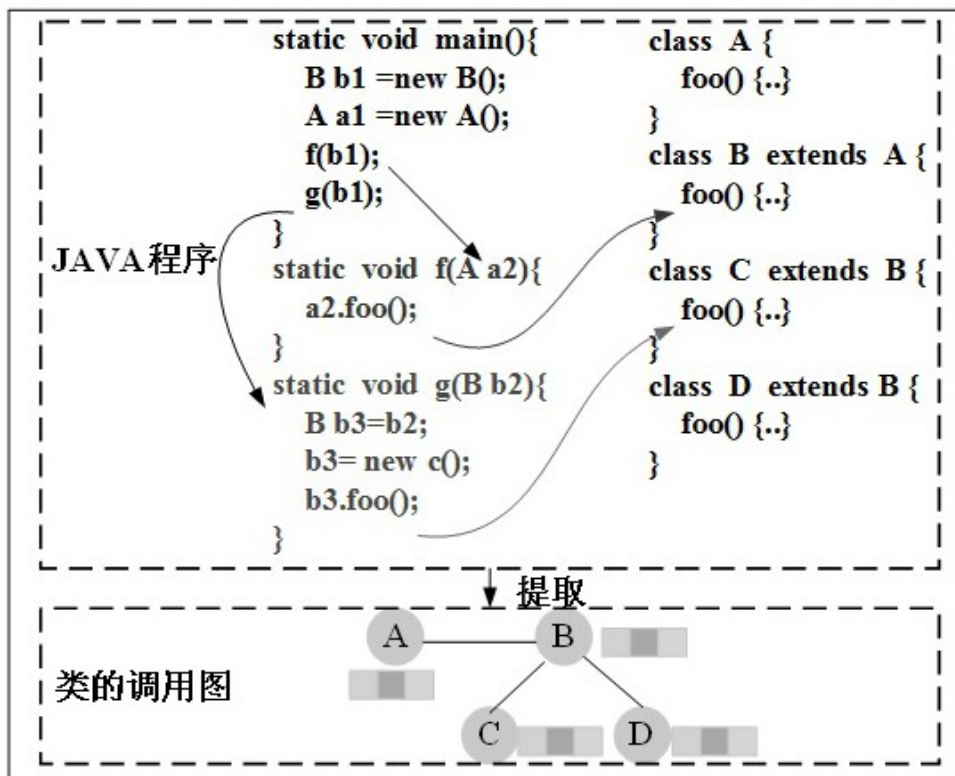 static void main(){
B b1 =new B();
A a1 =new A();
f(b1);
g(b1);
}
static void f(A a2){
a2.foo();
}
static void g(B b2){
B b3=b2;
b3= new c();
b3.foo();
}
class A {
foo() {..}
}
class B extends A {
foo() {..}
}
class C extends B {
foo() {..}
}
class D extends B {
foo() {..}
}
JAVA程序
提取
类的调用图
A
B
C
D